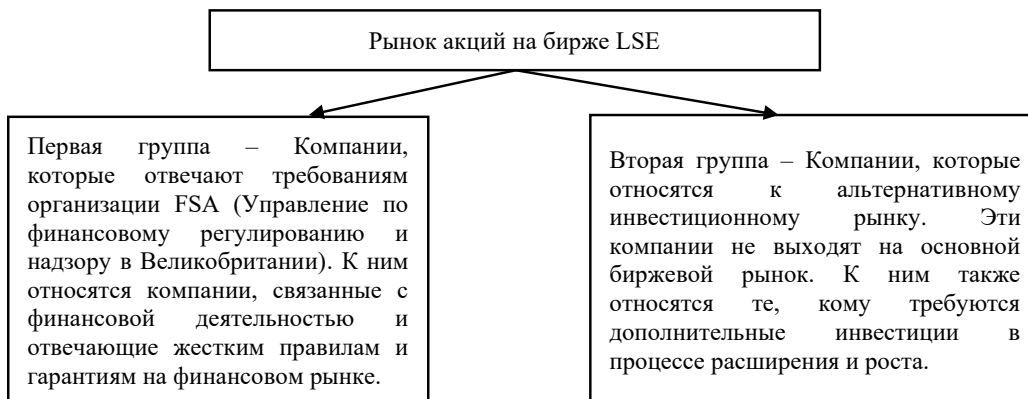 Рынок акций на бирже LSE
Первая группа – Компании,
которые отвечают требованиям
организации FSA (Управление по
финансовому регулированию и
надзору в Великобритании). К ним
относятся компании, связанные с
финансовой деятельностью и
отвечающие жестким правилам и
гарантиям на финансовом рынке.
Вторая группа – Компании, которые
относятся к альтернативному
инвестиционному рынку. Эти
компании не выходят на основной
биржевой рынок. К ним также
относятся те, кому требуются
дополнительные инвестиции в
процессе расширения и роста.